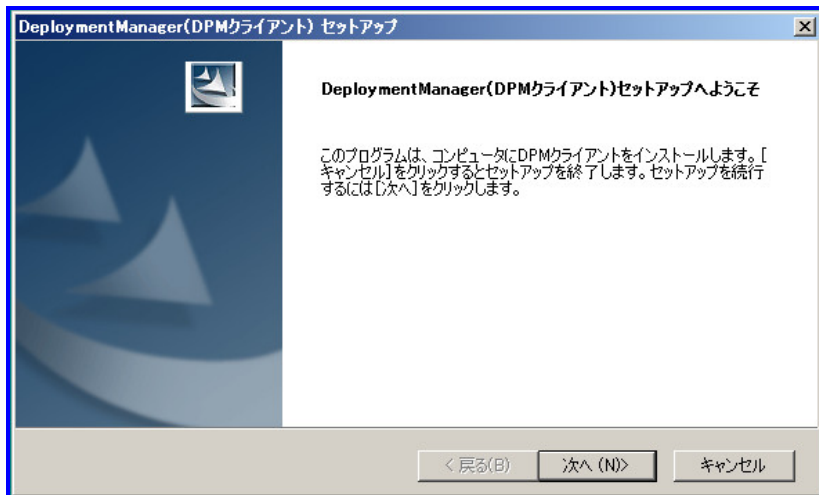 DeploymentManager(DPMクライアント) セットアップ
DeploymentManager(DPMクライアント)セットアップへようこそ
このプログラムは、コンピュータにDPMクライアントをインストールします。[
キャンセル]をクリックするとセットアップを終了します。セットアップを続行
するには[次へ]をクリックします。
< 戻る(B)
次へ (N)>
キャンセル